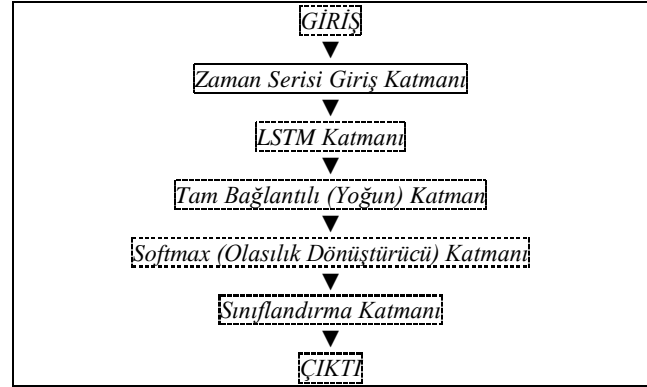 GİRİŞ
Zaman Serisi Giriş Katmanı
LSTM Katmanı
Tam Bağlantılı (Yoğun) Katman
Softmax (Olasılık Dönüştürücü) Katmanı
Sınıflandırma Katmanı
ÇIKTI